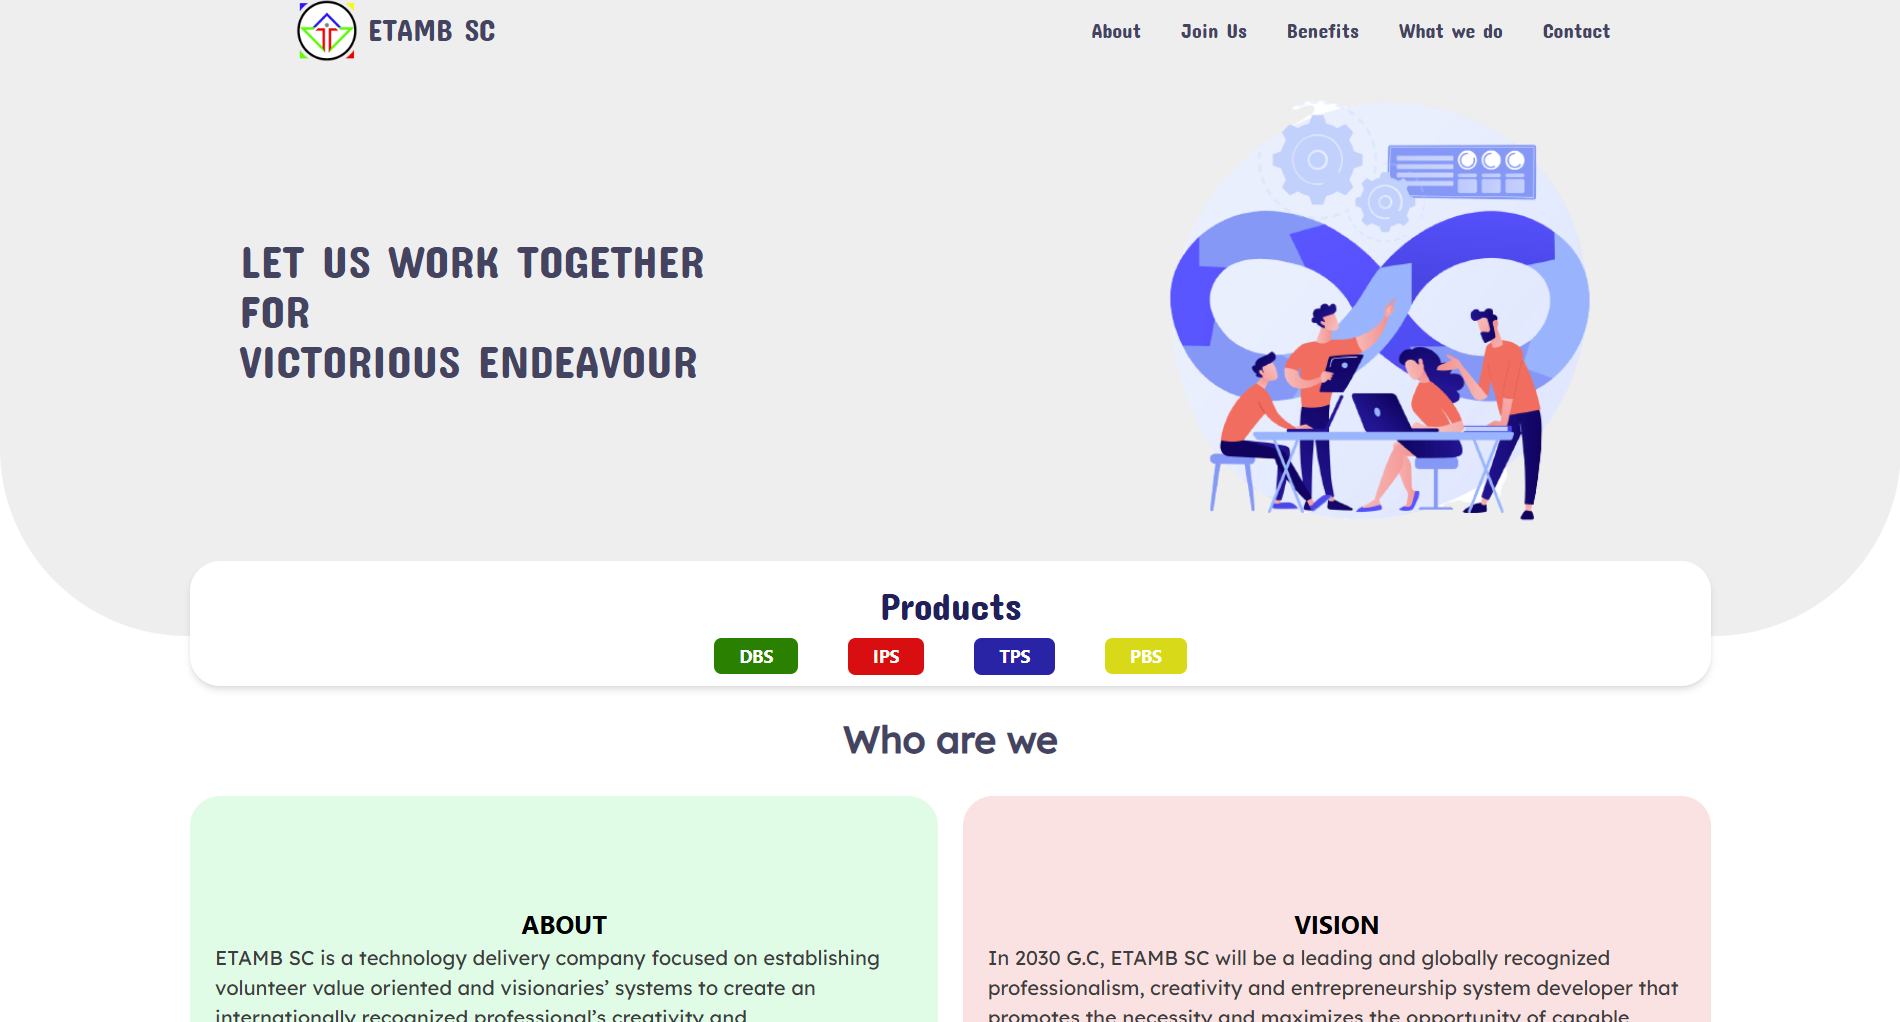 ETAMB SC
About Join Us Benefits What we do Contact
LET US WORK TOGETHER
FOR
VICTORIOUS ENDEAVOUR
Products
DBS IPS TPS PBS
Who are we
ABOUT
ETAMB SC is a technology delivery company focused on establishing
volunteer value oriented and visionaries’ systems to create an
internationally recognized professional’s creativity and
VISION
In 2030 G.C, ETAMB SC will be a leading and globally recognized
professionalism, creativity and entrepreneurship system developer that
promotes the necessity and maximizes the opportunity of capable